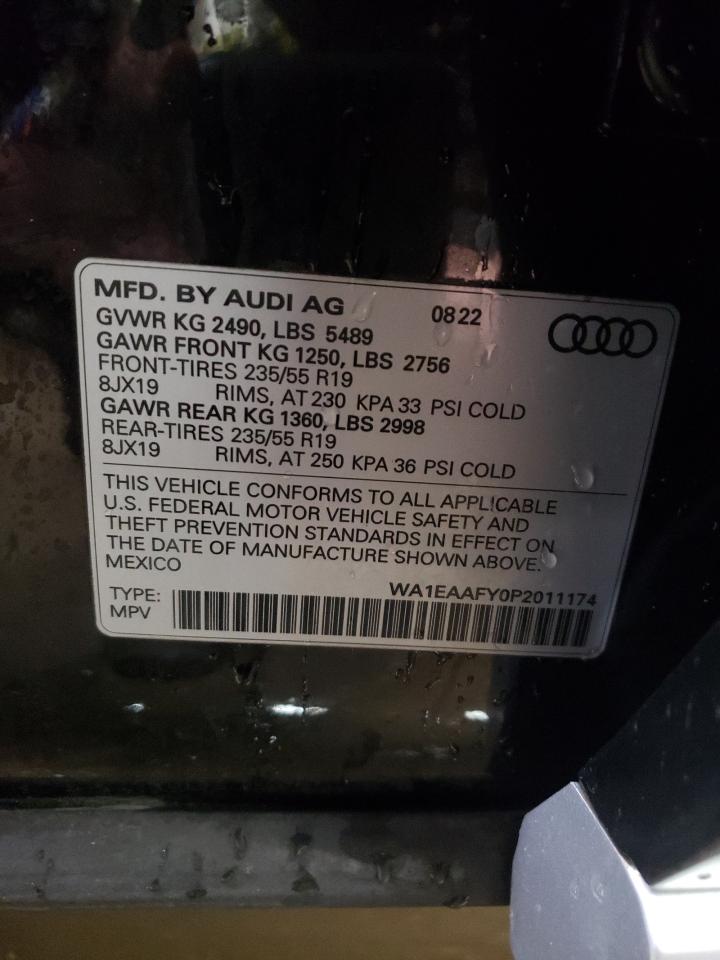 MFD. BY AUDI AG 08 22
GVWR KG 2490, LBS 5489
GAWR FRONT KG 1250, LBS 2756
FRONT-TIRES 235/55 R19
8JX19 RIMS, AT 230 KPA 33 PSI COLD
GAWR REAR KG 1360, LBS 2998
REAR-TIRES 235/55 R19
8JX19 RIMS, AT 250 KPA 36 PSI COLD
THIS VEHICLE CONFORMS TO ALL APPLICABLE
U.S. FEDERAL MOTOR VEHICLE SAFETY AND
THEFT PREVENTION STANDARDS IN EFFECT ON
THE DATE OF MANUFACTURE SHOWN ABOVE.
MEXICO
WA1EAAFY0P2011174
TYPE:
MPV